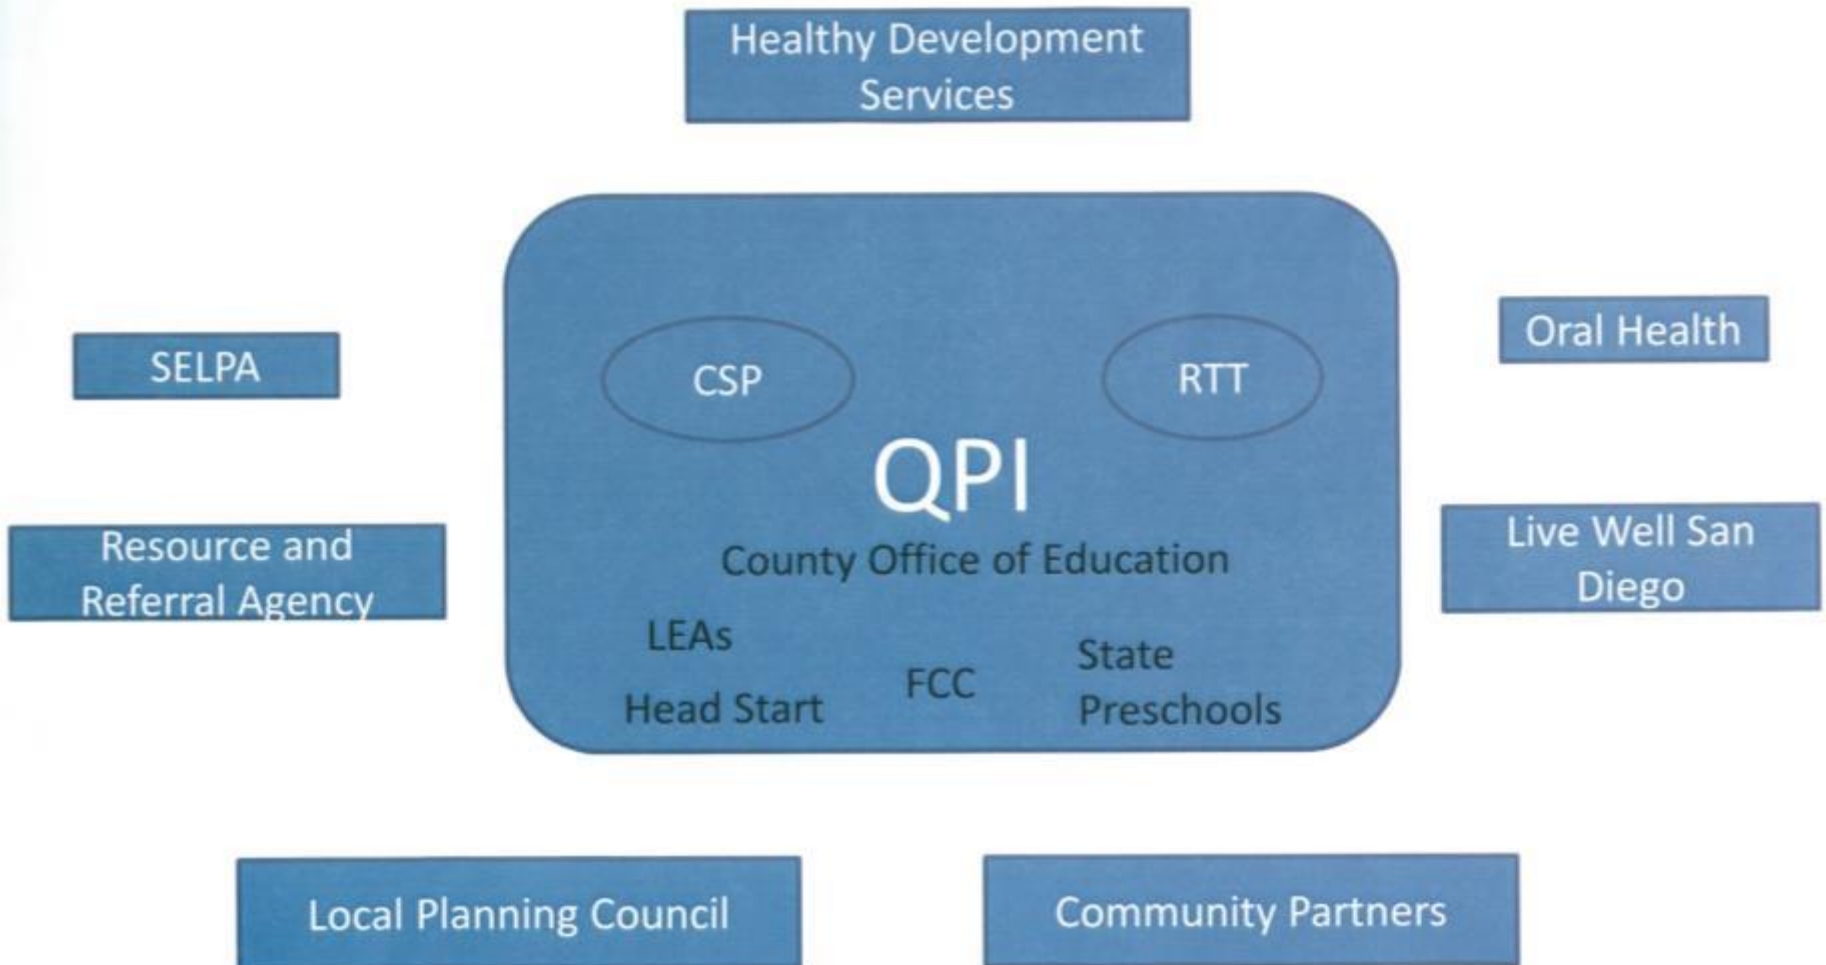 Healthy Development
Services
SELPA
CSP
RTT
Oral Health
QPI
County Office of Education
Resource and
Referral Agency
Live Well San
Diego
LEAs
Head Start
FCC
State
Preschools
Local Planning Council
Community Partners